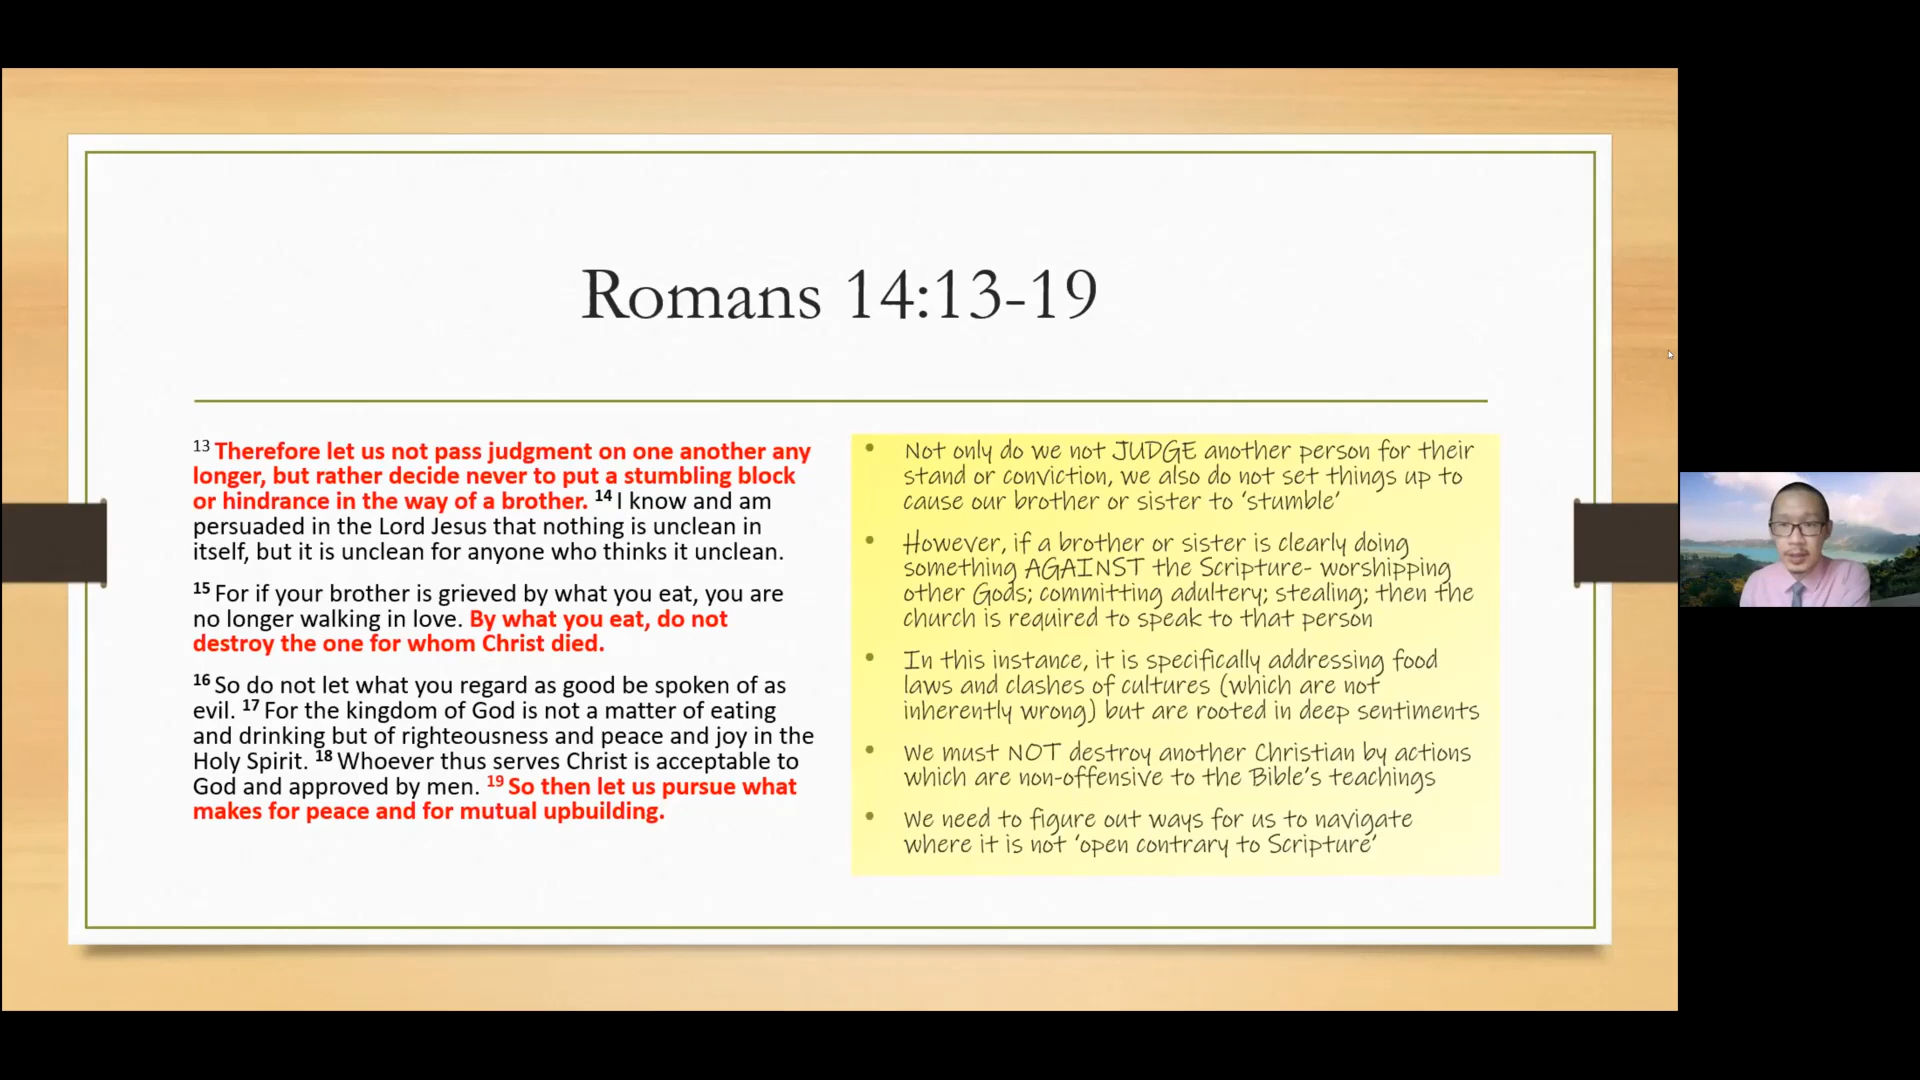 Romans 14:13-19
13 Therefore let us not pass judgment on one another any
longer, but rather decide never to put a stumbling block
or hindrance in the way of a brother. 14 I know and am
persuaded in the Lord Jesus that nothing is unclean in
itself, but it is unclean for anyone who thinks it unclean.
15 For if your brother is grieved by what you eat, you are
no longer walking in love. By what you eat, do not
destroy the one for whom Christ died.
16 So do not let what you regard as good be spoken of as
evil. 17 For the kingdom of God is not a matter of eating
and drinking but of righteousness and peace and joy in the
Holy Spirit. 18 Whoever thus serves Christ is acceptable to
God and approved by men. 19 So then let us pursue what
makes for peace and for mutual upbuilding.
• Not only do we not JUDGE another person for their
stand or conviction, we also do not set things up to
cause our brother or sister to ‘stumble’
• However, if a brother or sister is clearly doing
something AGAINST the Scripture- worshipping
other Gods; committing adultery; stealing; then the
church is required to speak to that person
• In this instance, it is specifically addressing food
laws and clashes of cultures (which are not
inherently wrong) but are rooted in deep sentiments
• We must NOT destroy another Christian by actions
which are non-offensive to the Bible’s teachings
• We need to figure out ways for us to navigate
where it is not ‘open contrary to Scripture’